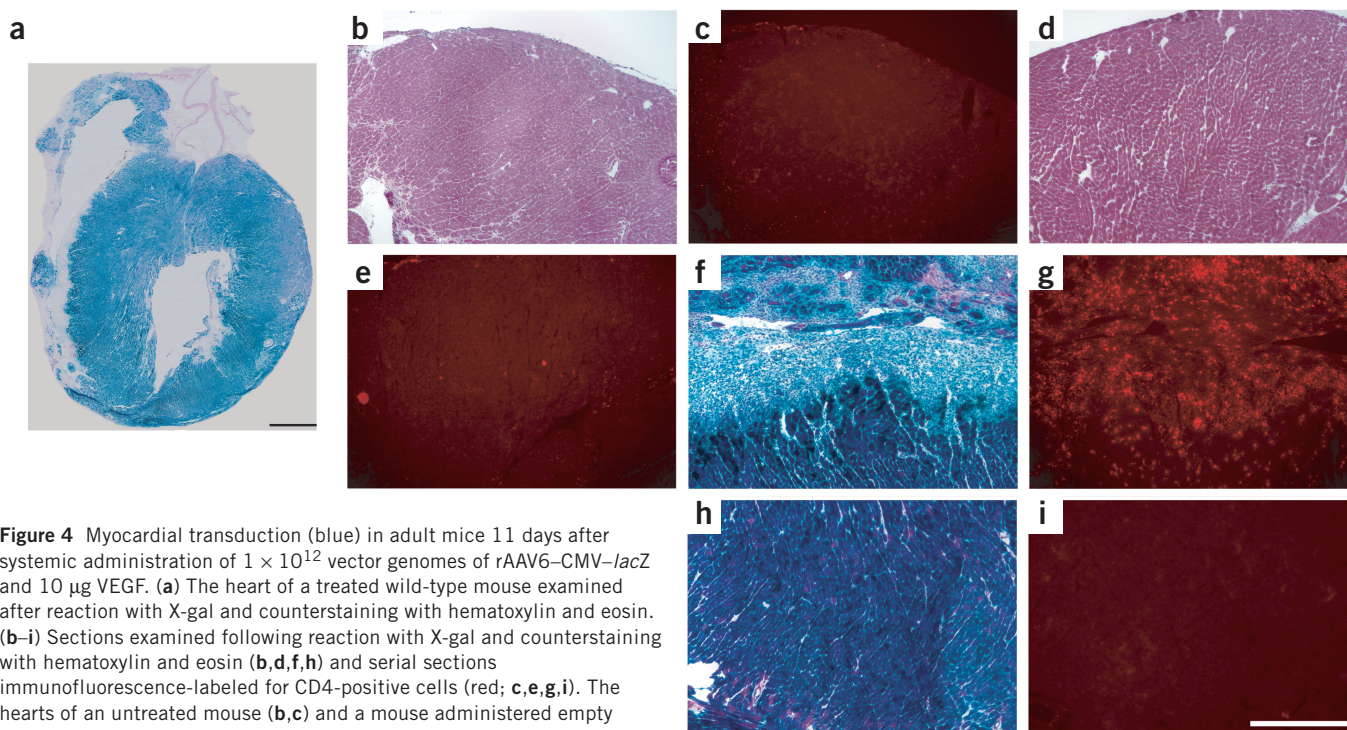 a
b
c
d
e
f
g
h
i
Figure 4 Myocardial transduction (blue) in adult mice 11 days after
systemic administration of 1 × 10¹² vector genomes of rAAV6–CMV–lacZ
and 10 μg VEGF. (a) The heart of a treated wild-type mouse examined
after reaction with X-gal and counterstaining with hematoxylin and eosin.
(b–i) Sections examined following reaction with X-gal and counterstaining
with hematoxylin and eosin (b,d,f,h) and serial sections
immunofluorescence-labeled for CD4-positive cells (red; c,e,g,i). The
hearts of an untreated mouse (b,c) and a mouse administered empty